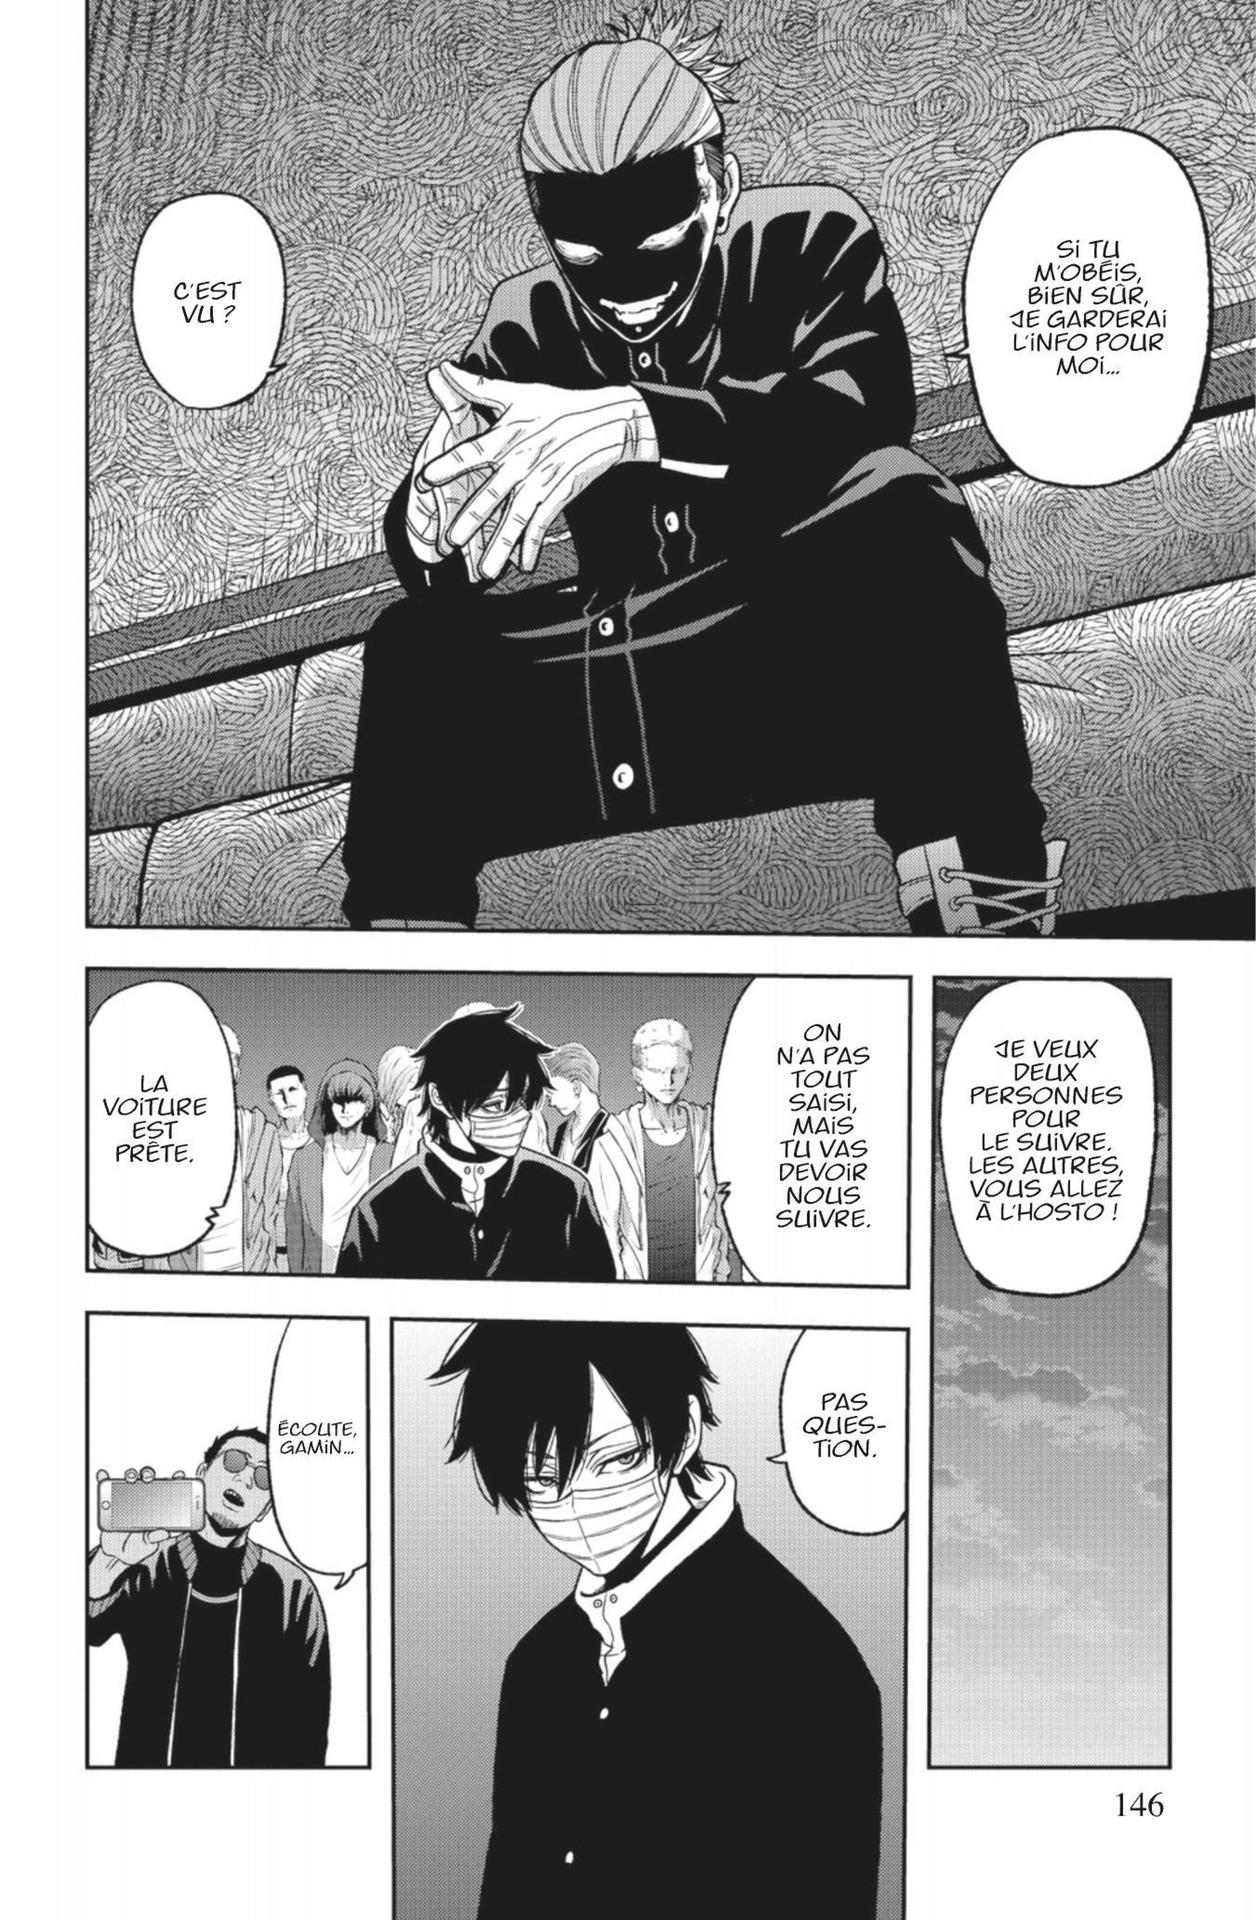 SI TU
M'OBÉIS,
BIEN SÛR,
JE GARDERAI
L'INFO POUR
MOI...
C'EST
VU ?
JE VEUX
DEUX
PERSONNES
POUR
LE SUIVRE.
LES AUTRES,
VOUS ALLEZ
À L'HOSTO !
ON
N'A PAS
TOUT
SAISI,
MAIS
TU VAS
DEVOIR
NOUS
SUIVRE.
LA
VOITURE
EST
PRÊTE.
PAS
QUES-
TION.
ÉCOUTE,
GAMIN...
146